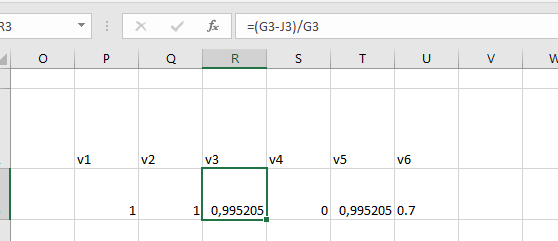 R3 fx =(G3-J3)/G3
O P Q R S T U V W
v1 v2 v3 v4 v5 v6
1 1 0,995205 0 0,995205 0.7